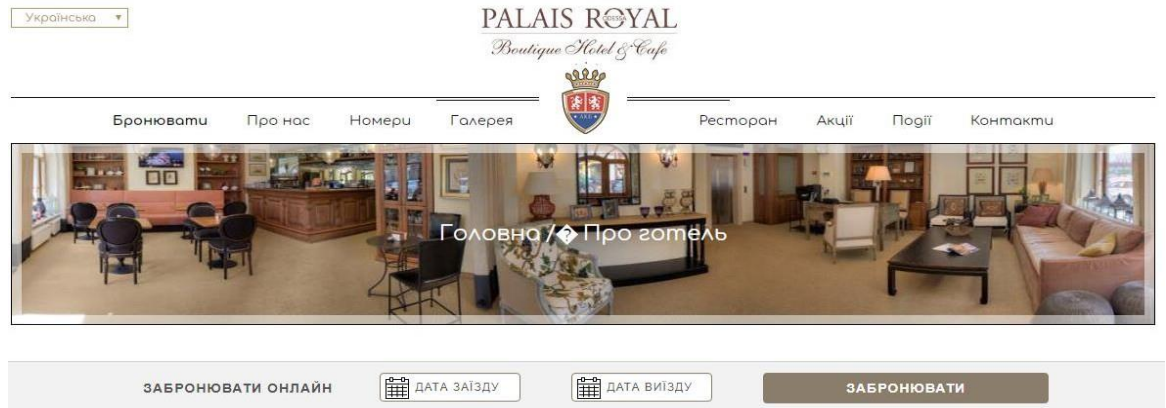 Українська
PALAIS ROYAL
ODESSA
Boutique Hotel & Cafe
Бронювати Про нас Номери Галерея Ресторан Акції Події Контакти
Головна /� Про готель
ЗАБРОНЮВАТИ ОНЛАЙН ДАТА ЗАЇЗДУ ДАТА ВИЇЗДУ ЗАБРОНЮВАТИ